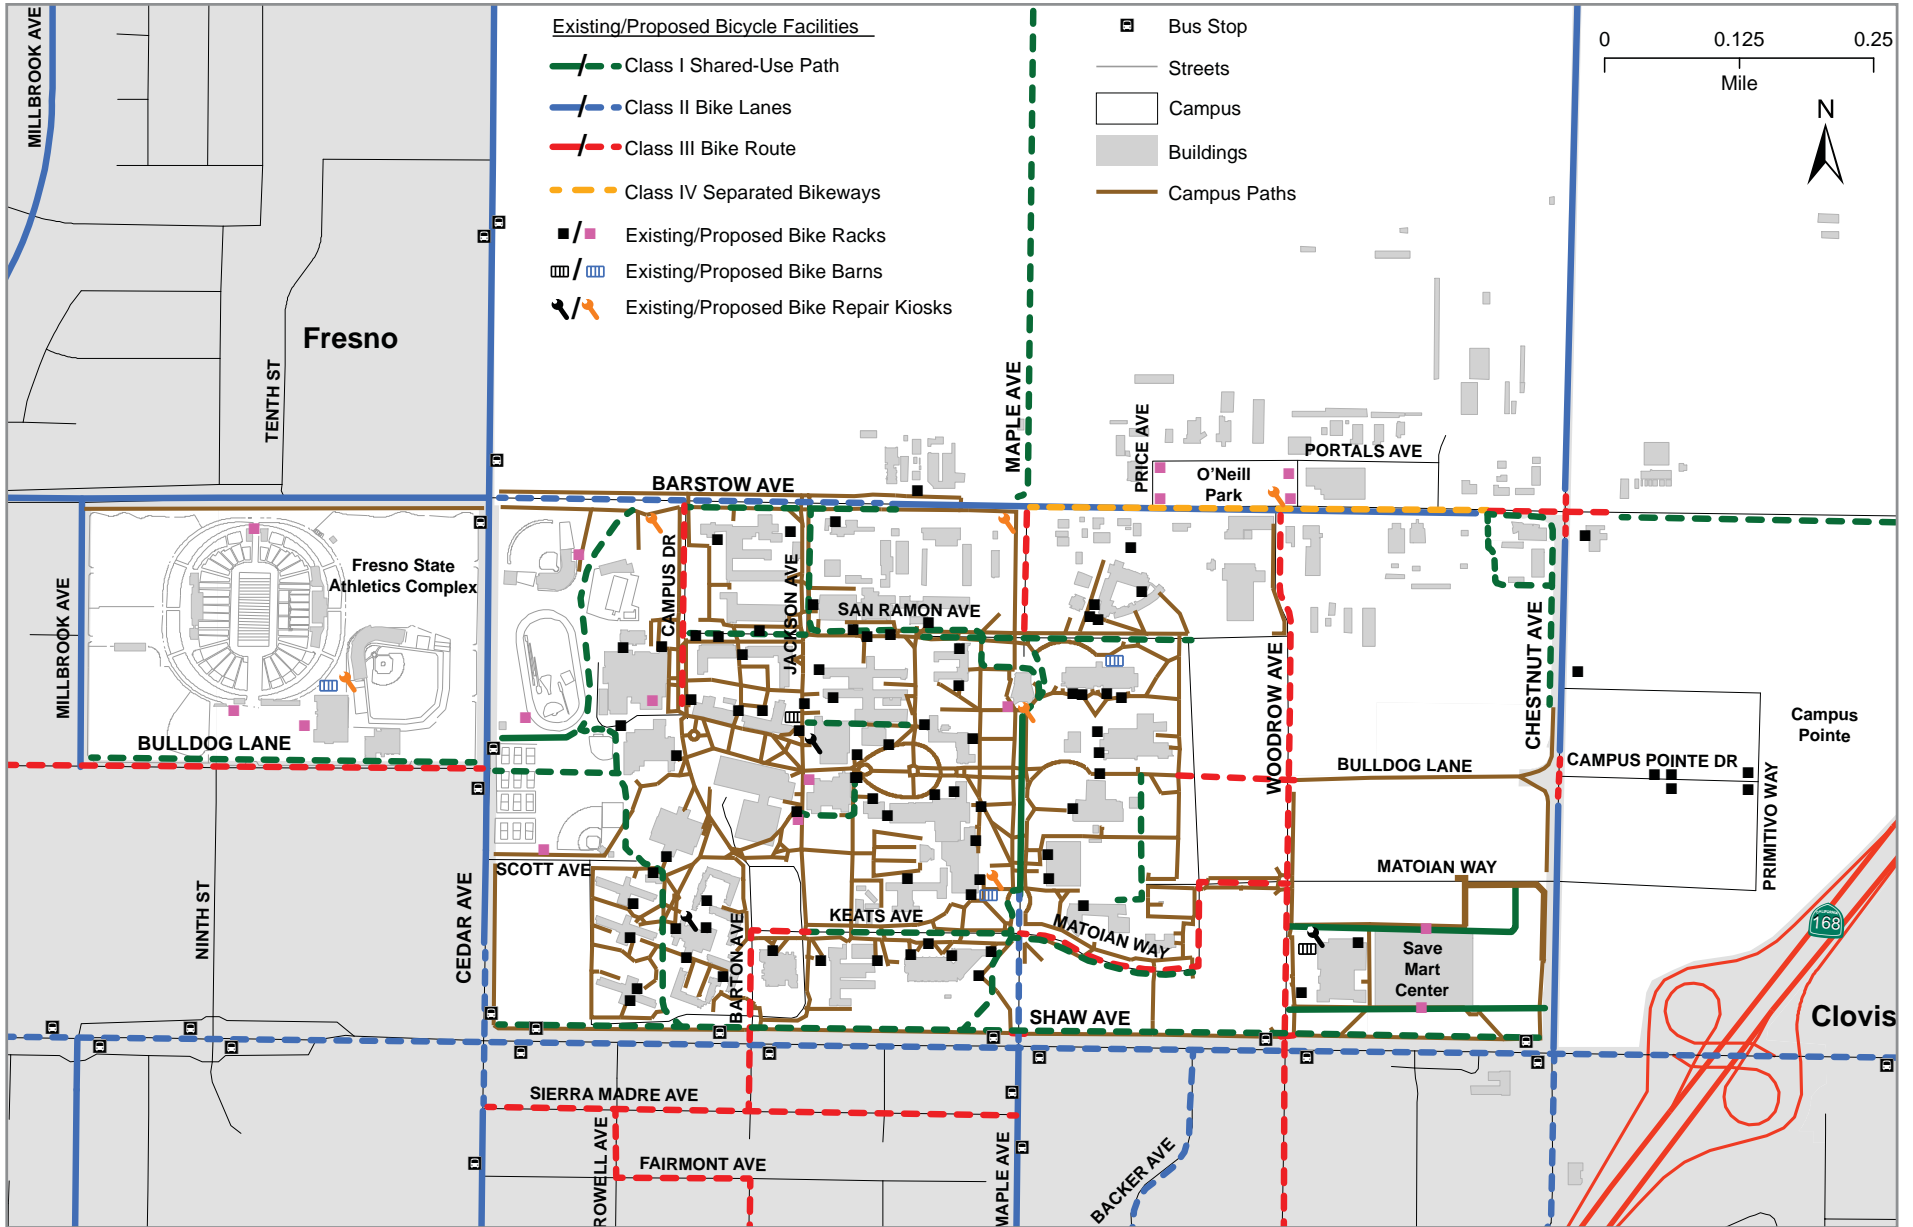 Existing/Proposed Bicycle Facilities
Class I Shared-Use Path
Class II Bike Lanes
Class III Bike Route
Class IV Separated Bikeways
Existing/Proposed Bike Racks
Existing/Proposed Bike Barns
Existing/Proposed Bike Repair Kiosks
Bus Stop
Streets
Campus
Buildings
Campus Paths
0 0.125 0.25
Mile
N
MILLBROOK AVE
Fresno
TENTH ST
MAPLE AVE
PRICE AVE
PORTALS AVE
O'Neill
Park
BARSTOW AVE
Fresno State
Athletics Complex
CAMPUS DR
JACKSON AVE
SAN RAMON AVE
MILLBROOK AVE
WOODROW AVE
CHESTNUT AVE
Campus
Pointe
BULLDOG LANE
BULLDOG LANE
CAMPUS POINTE DR
PRIMITIVO WAY
SCOTT AVE
MATOIAN WAY
NINTH ST
CEDAR AVE
BARTON AVE
KEATS AVE
MATOIAN WAY
Save
Mart
Center
CALIFORNIA
168
SHAW AVE
Clovis
SIERRA MADRE AVE
ROWELL AVE
FAIRMONT AVE
MAPLE AVE
BACKER AVE